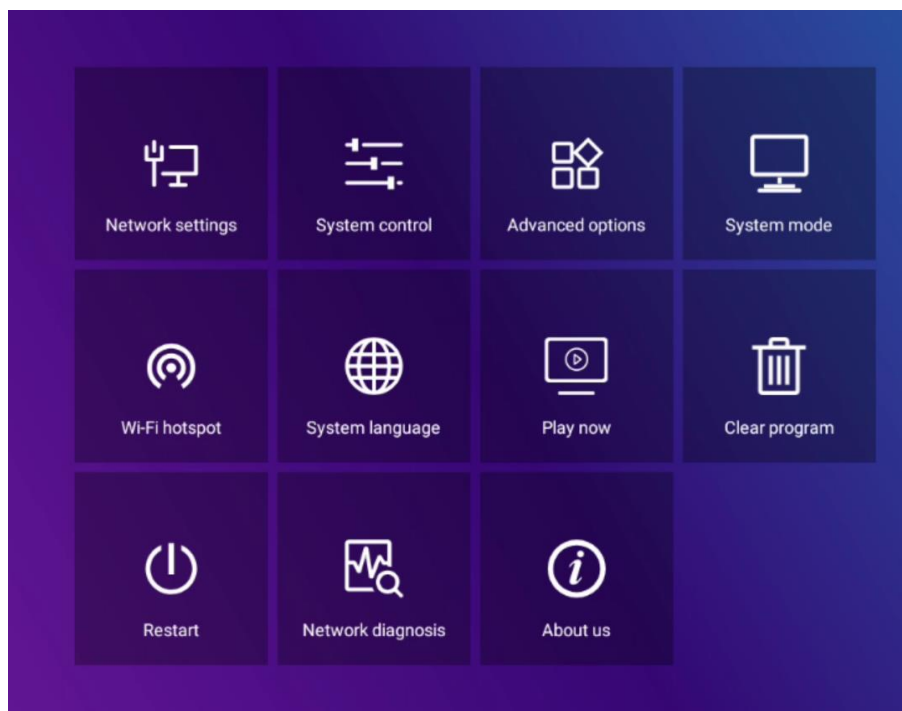 Network settings
System control
Advanced options
System mode
Wi-Fi hotspot
System language
Play now
Clear program
Restart
Network diagnosis
About us